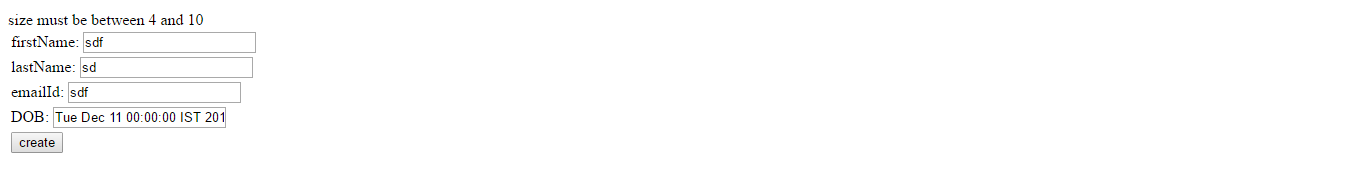 size must be between 4 and 10
firstName: sdf
lastName: sd
emailId: sdf
DOB: Tue Dec 11 00:00:00 IST 201
create